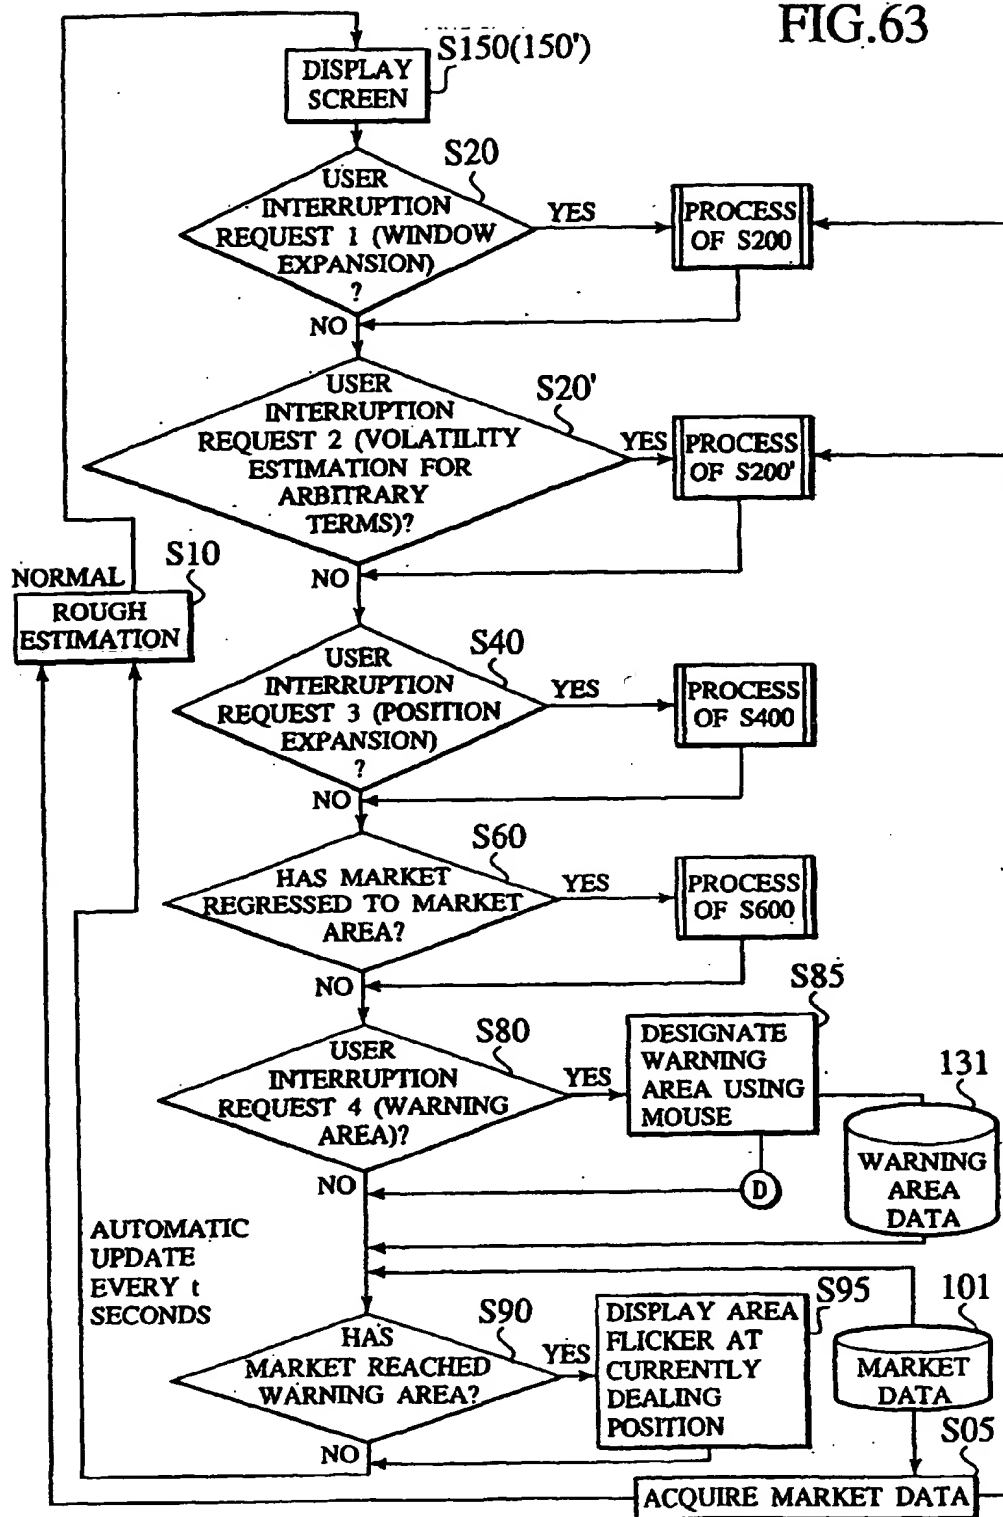 FIG.63
S150(150')
DISPLAY
SCREEN
S20
USER
INTERRUPTION
REQUEST 1 (WINDOW
EXPANSION)
?
YES
PROCESS
OF S200
NO
S20'
USER
INTERRUPTION
REQUEST 2 (VOLATILITY
ESTIMATION FOR
ARBITRARY
TERMS)?
YES
PROCESS
OF S200'
NO
S10
NORMAL
ROUGH
ESTIMATION
S40
USER
INTERRUPTION
REQUEST 3 (POSITION
EXPANSION)
?
YES
PROCESS
OF S400
NO
S60
HAS MARKET
REGRESSED TO MARKET
AREA?
YES
PROCESS
OF S600
NO
S80
USER
INTERRUPTION
REQUEST 4 (WARNING
AREA)?
YES
S85
DESIGNATE
WARNING
AREA USING
MOUSE
131
WARNING
AREA
DATA
D
NO
AUTOMATIC
UPDATE
EVERY t
SECONDS
S90
HAS
MARKET REACHED
WARNING AREA?
YES
S95
DISPLAY AREA
FLICKER AT
CURRENTLY
DEALING
POSITION
101
MARKET
DATA
NO
S05
ACQUIRE MARKET DATA